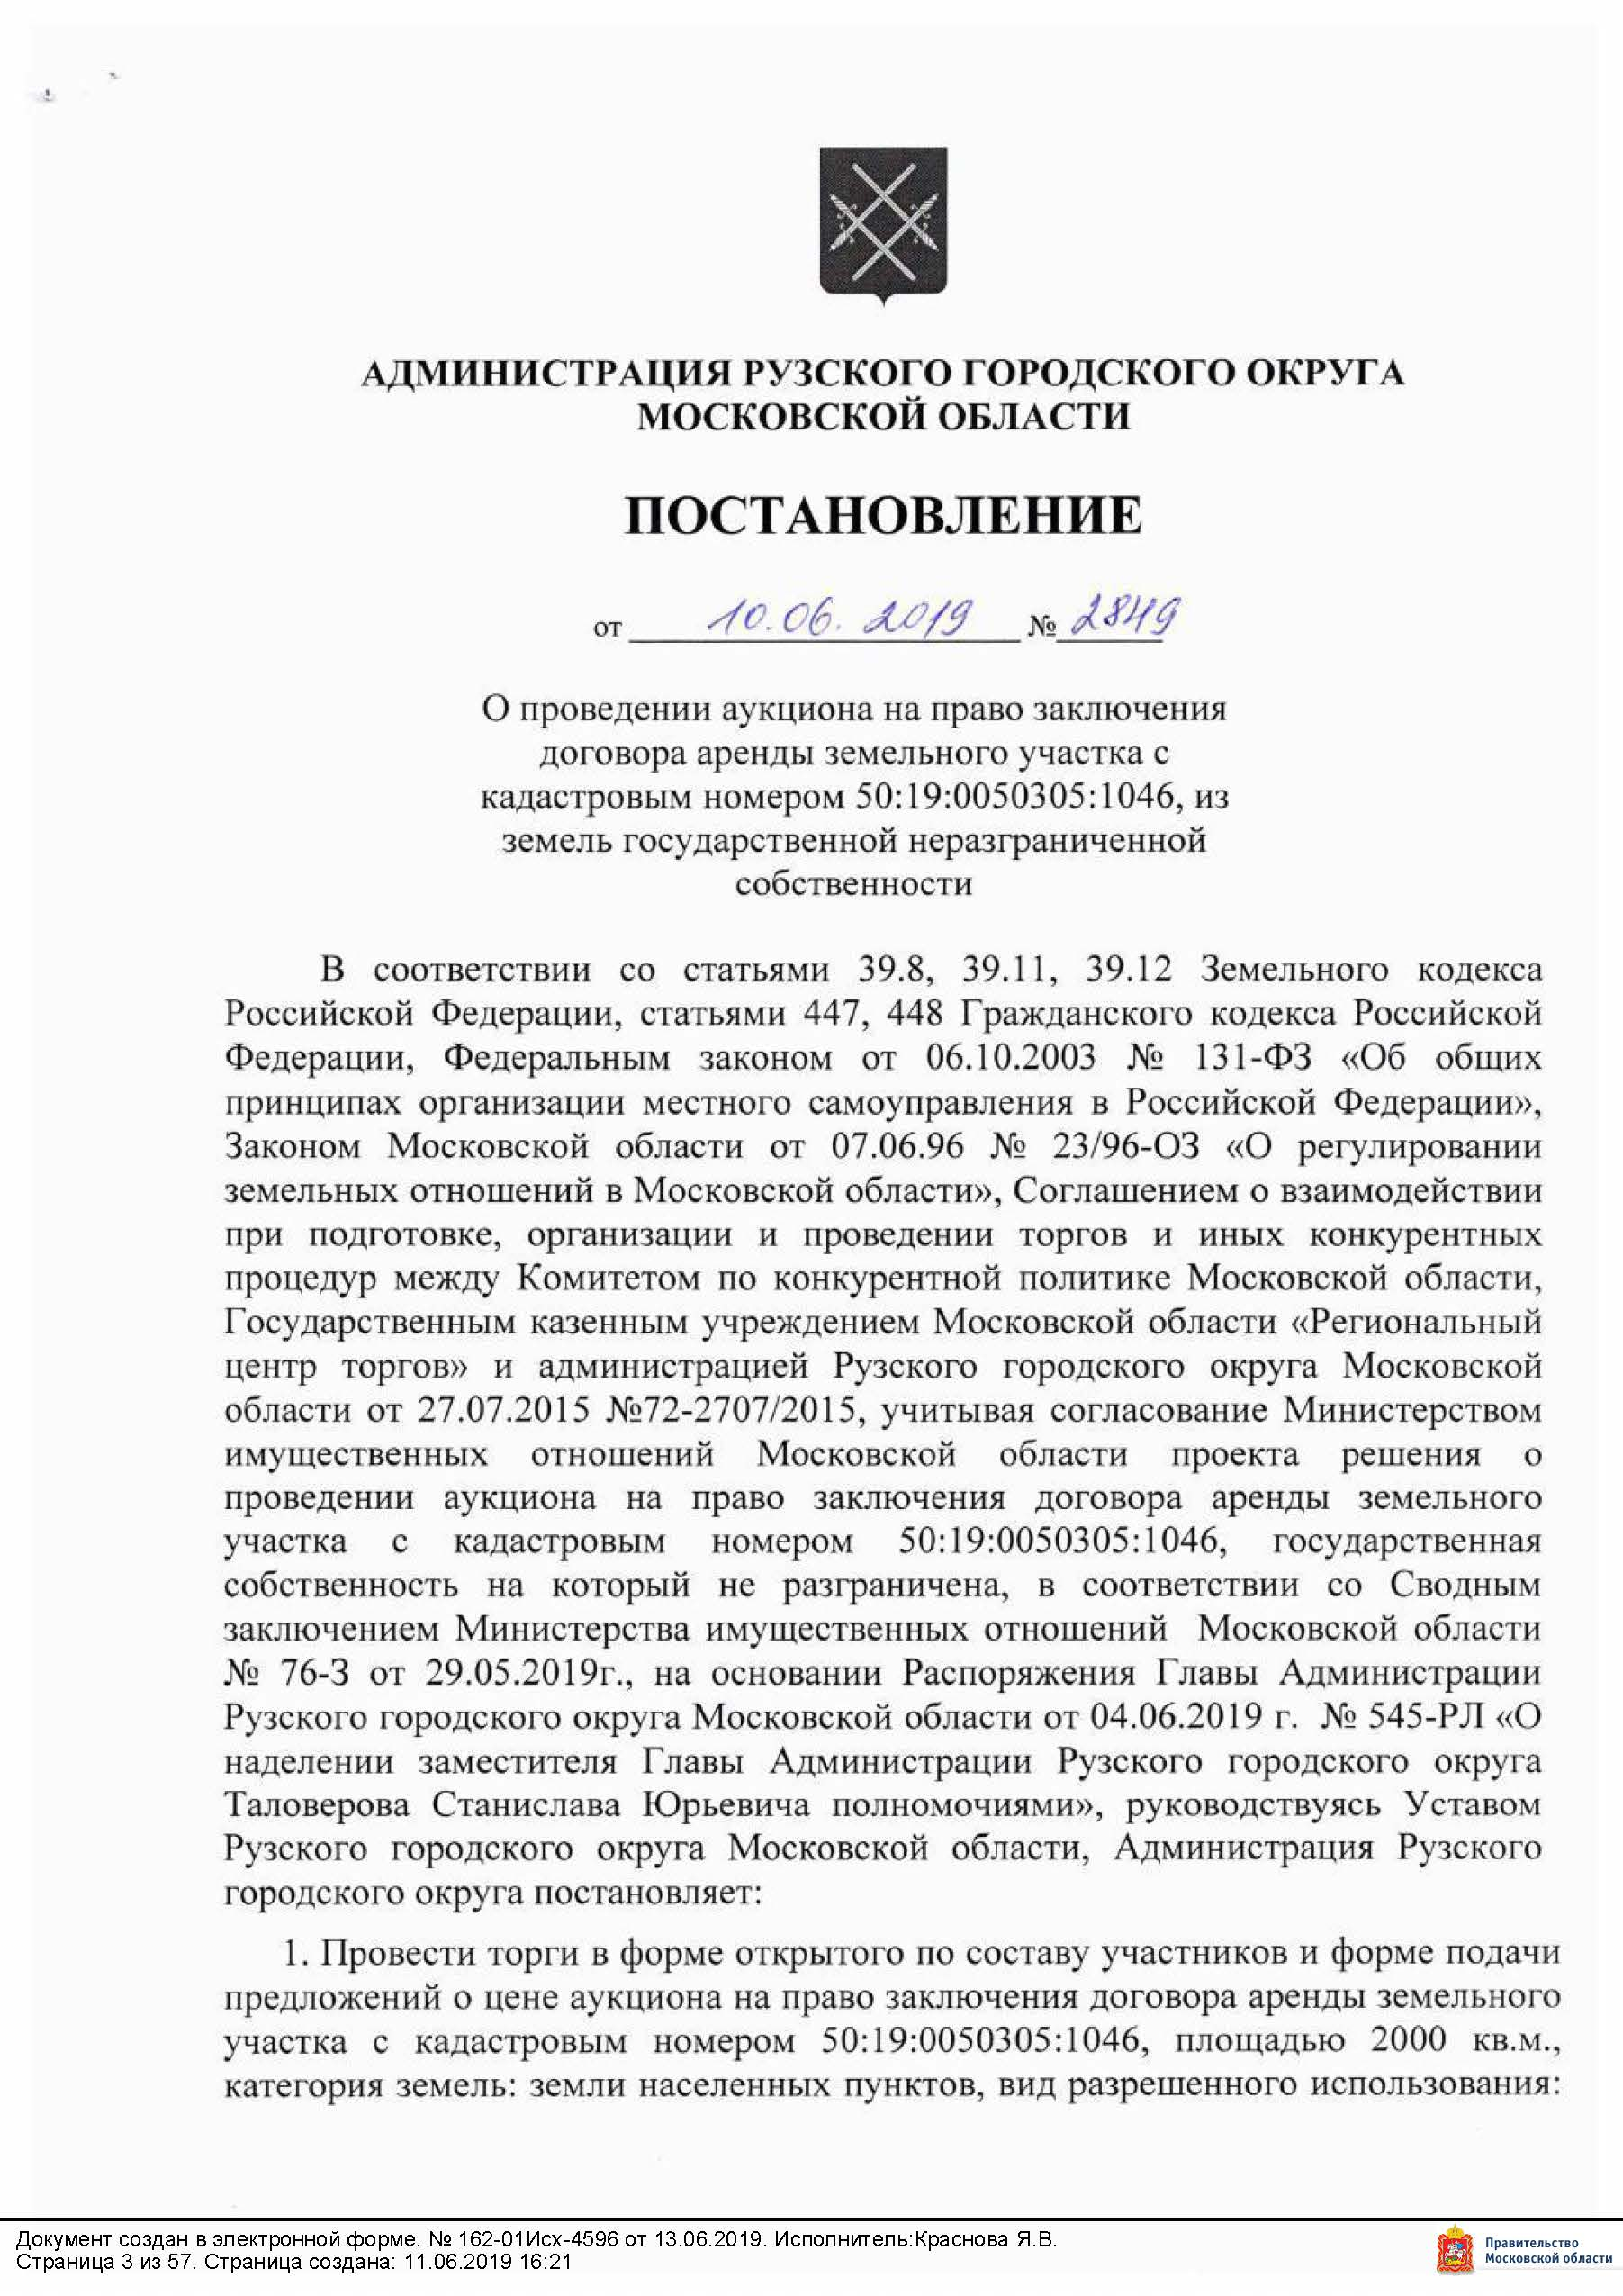 АДМИНИСТРАЦИЯ РУЗСКОГО ГОРОДСКОГО ОКРУГА
МОСКОВСКОЙ ОБЛАСТИ
ПОСТАНОВЛЕНИЕ
от 10.06.2019 № 2849
О проведении аукциона на право заключения
договора аренды земельного участка с
кадастровым номером 50:19:0050305:1046, из
земель государственной неразграниченной
собственности
В соответствии со статьями 39.8, 39.11, 39.12 Земельного кодекса
Российской Федерации, статьями 447, 448 Гражданского кодекса Российской
Федерации, Федеральным законом от 06.10.2003 № 131-ФЗ «Об общих
принципах организации местного самоуправления в Российской Федерации»,
Законом Московской области от 07.06.96 № 23/96-ОЗ «О регулировании
земельных отношений в Московской области», Соглашением о взаимодействии
при подготовке, организации и проведении торгов и иных конкурентных
процедур между Комитетом по конкурентной политике Московской области,
Государственным казенным учреждением Московской области «Региональный
центр торгов» и администрацией Рузского городского округа Московской
области от 27.07.2015 №72-2707/2015, учитывая согласование Министерством
имущественных отношений Московской области проекта решения о
проведении аукциона на право заключения договора аренды земельного
участка с кадастровым номером 50:19:0050305:1046, государственная
собственность на который не разграничена, в соответствии со Сводным
заключением Министерства имущественных отношений Московской области
№ 76-З от 29.05.2019г., на основании Распоряжения Главы Администрации
Рузского городского округа Московской области от 04.06.2019 г. № 545-РЛ «О
наделении заместителя Главы Администрации Рузского городского округа
Таловерова Станислава Юрьевича полномочиями», руководствуясь Уставом
Рузского городского округа Московской области, Администрация Рузского
городского округа постановляет:
1. Провести торги в форме открытого по составу участников и форме подачи
предложений о цене аукциона на право заключения договора аренды земельного
участка с кадастровым номером 50:19:0050305:1046, площадью 2000 кв.м.,
категория земель: земли населенных пунктов, вид разрешенного использования:
Документ создан в электронной форме. № 162-01Исх-4596 от 13.06.2019. Исполнитель:Краснова Я.В.
Страница 3 из 57. Страница создана: 11.06.2019 16:21
Правительство
Московской области